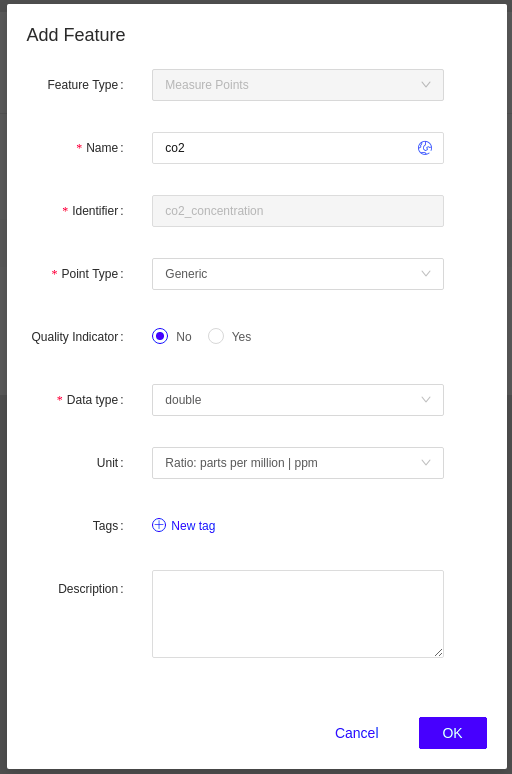 Add Feature
Feature Type: Measure Points
* Name: co2
* Identifier: co2_concentration
* Point Type: Generic
Quality Indicator: No Yes
* Data type: double
Unit: Ratio: parts per million | ppm
Tags: New tag
Description:
Cancel OK